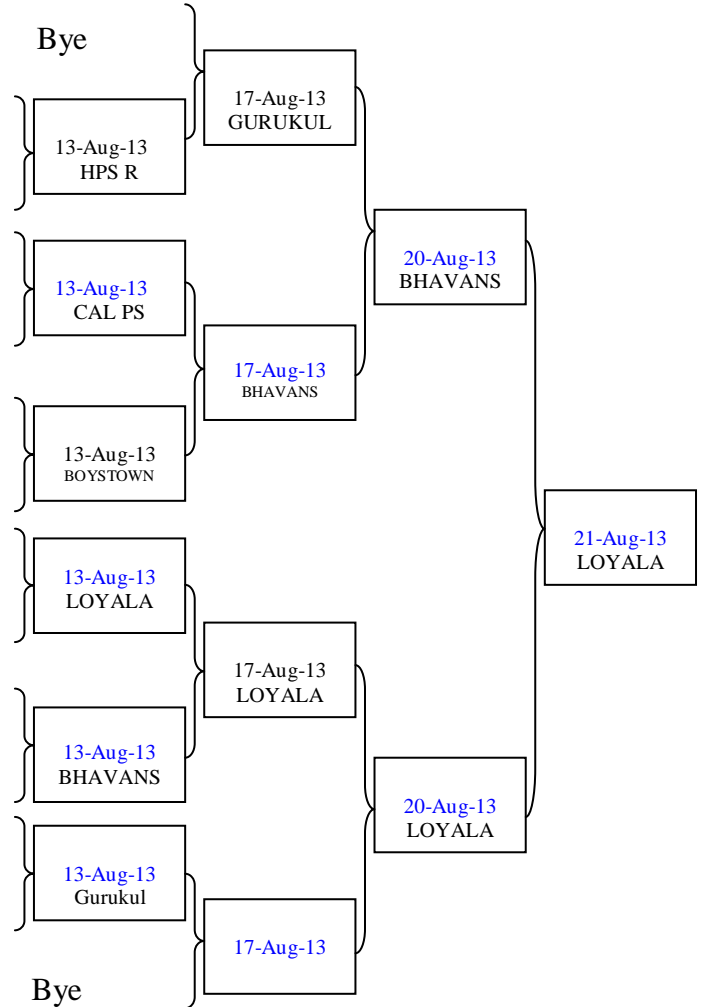 Bye
13-Aug-13
HPS R
13-Aug-13
CAL PS
13-Aug-13
BOYSTOWN
13-Aug-13
LOYALA
13-Aug-13
BHAVANS
13-Aug-13
Gurukul
Bye
17-Aug-13
GURUKUL
17-Aug-13
BHAVANS
17-Aug-13
LOYALA
17-Aug-13
20-Aug-13
BHAVANS
20-Aug-13
LOYALA
21-Aug-13
LOYALA